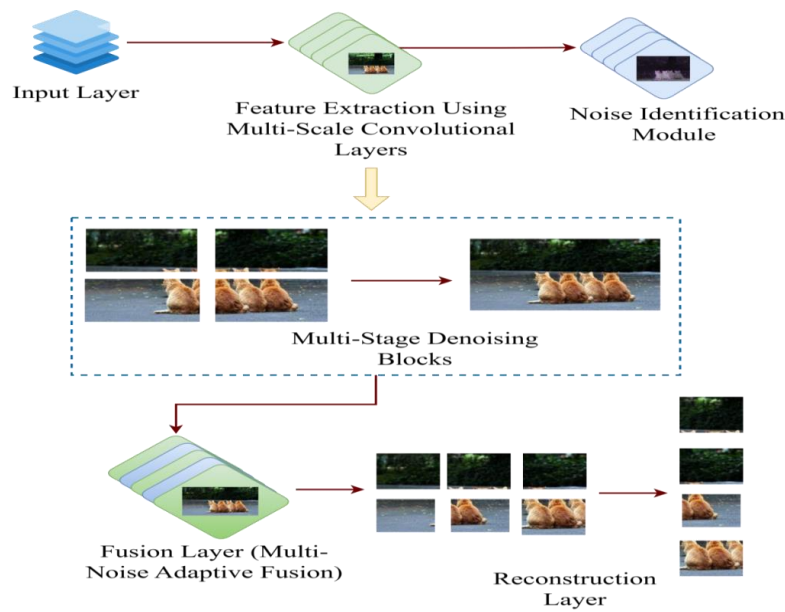 Input Layer
Feature Extraction Using
Multi-Scale Convolutional
Layers
Noise Identification
Module
Multi-Stage Denoising
Blocks
Fusion Layer (Multi-
Noise Adaptive Fusion)
Reconstruction
Layer